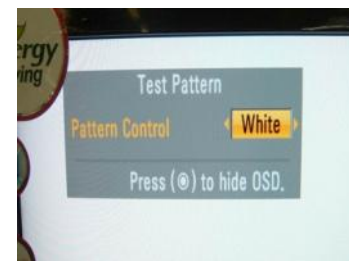 ergy
ving
Test Pattern
Pattern Control White
Press (◉) to hide OSD.